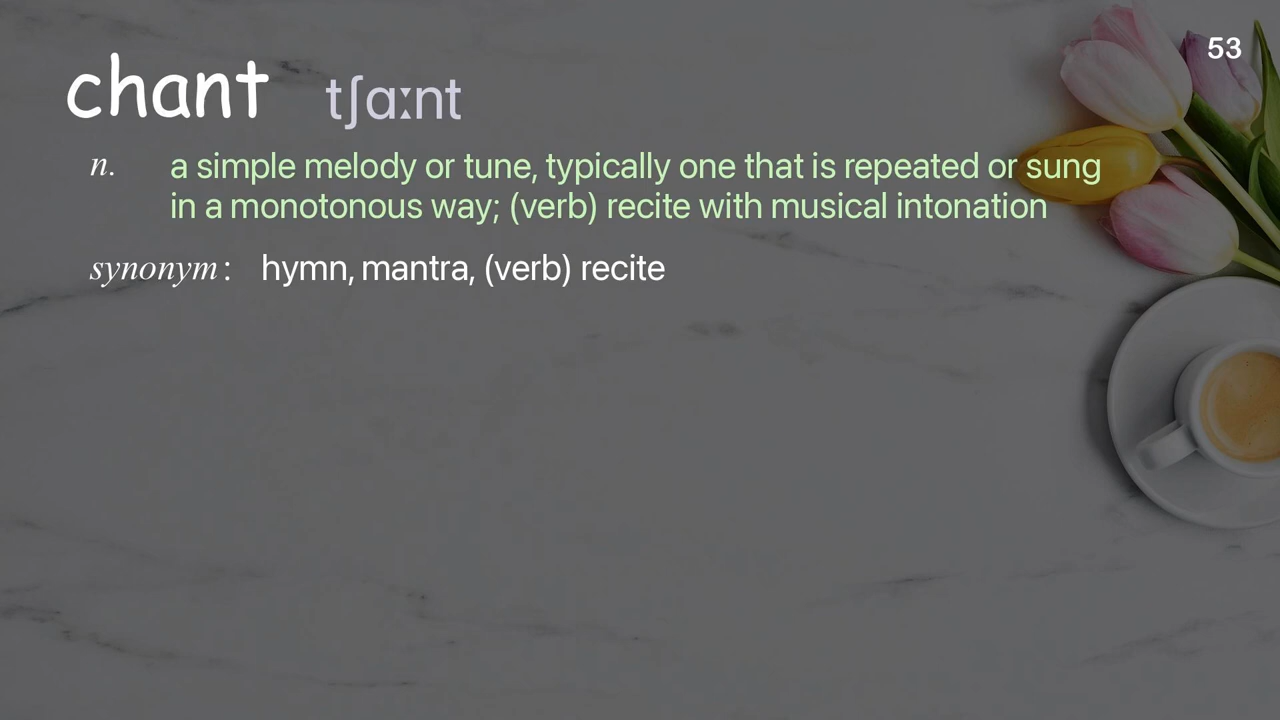 53
chant tʃɑːnt
n. a simple melody or tune, typically one that is repeated or sung
in a monotonous way; (verb) recite with musical intonation
synonym : hymn, mantra, (verb) recite